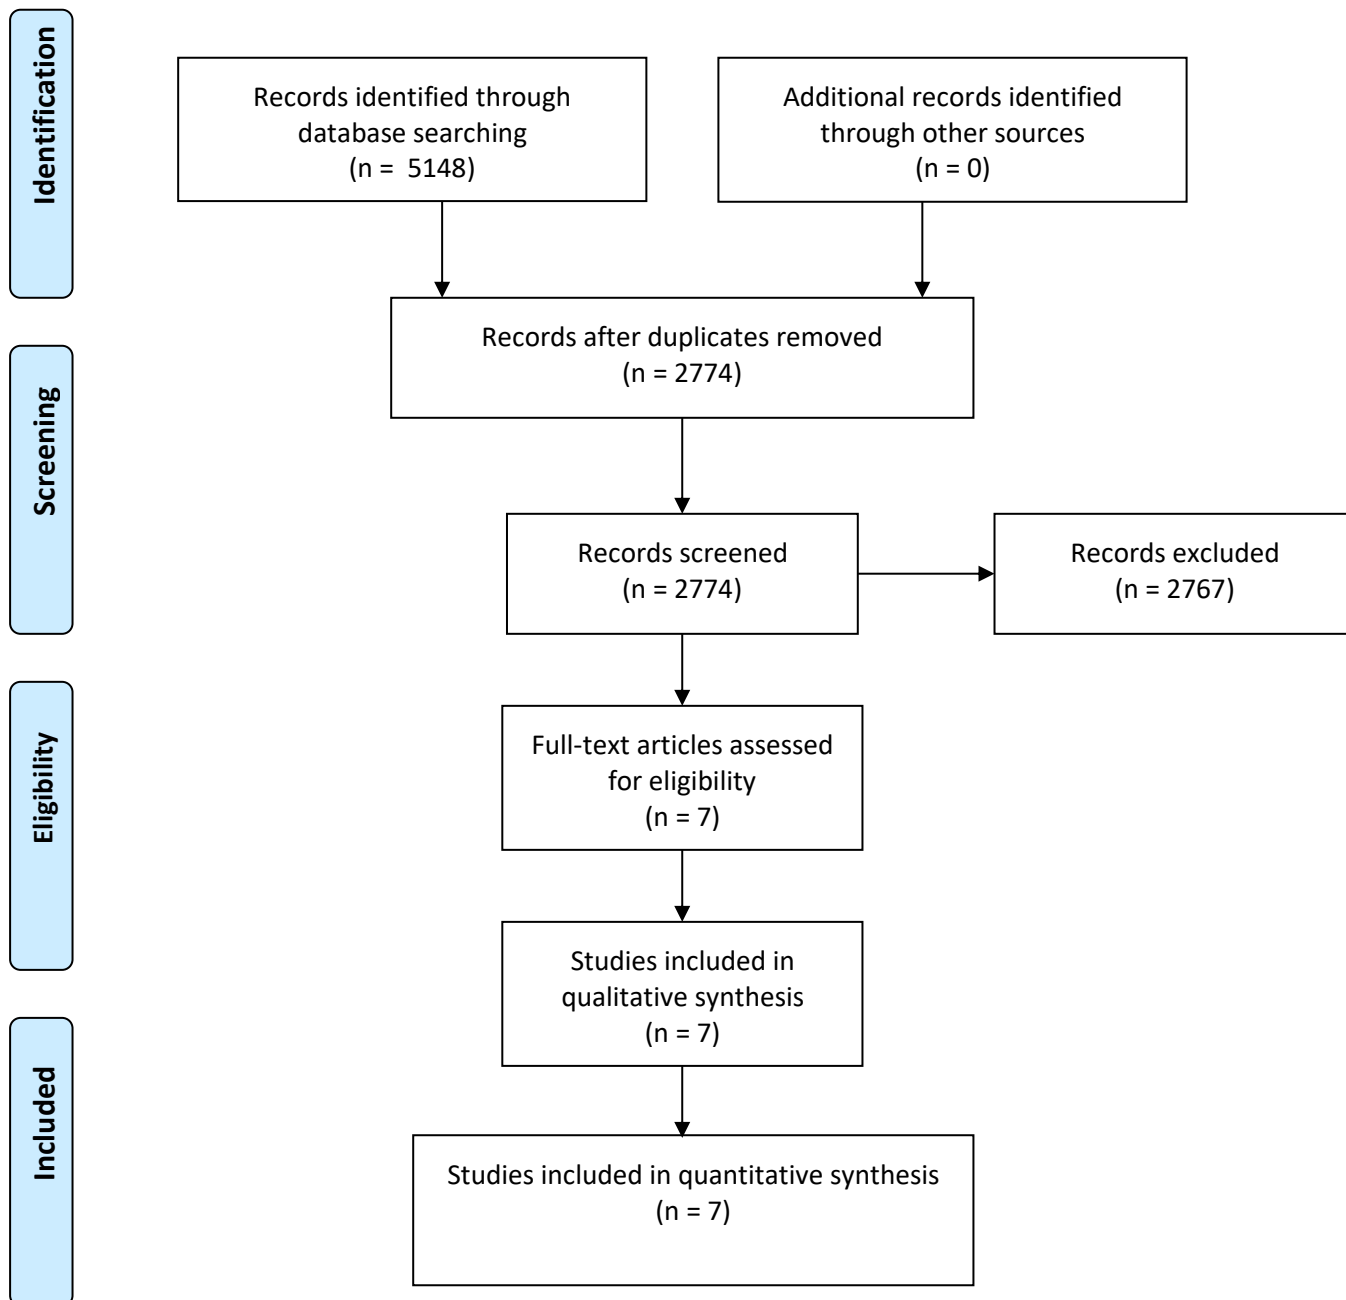 Identification
Records identified through
database searching
(n =  5148)
Additional records identified
through other sources
(n = 0)
Records after duplicates removed
(n = 2774)
Screening
Records screened
(n = 2774)
Records excluded
(n = 2767)
Eligibility
Full-text articles assessed
for eligibility
(n = 7)
Studies included in
qualitative synthesis
(n = 7)
Included
Studies included in quantitative synthesis
(n = 7)